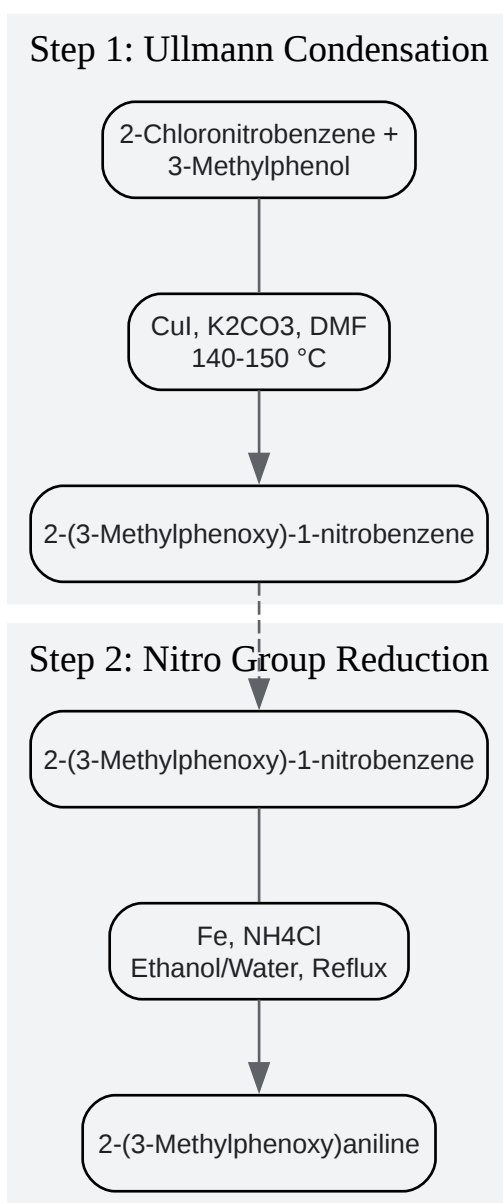 Step 1: Ullmann Condensation
2-Chloronitrobenzene +
3-Methylphenol
CuI, K2CO3, DMF
140-150 °C
2-(3-Methylphenoxy)-1-nitrobenzene
Step 2: Nitro Group Reduction
2-(3-Methylphenoxy)-1-nitrobenzene
Fe, NH4Cl
Ethanol/Water, Reflux
2-(3-Methylphenoxy)aniline